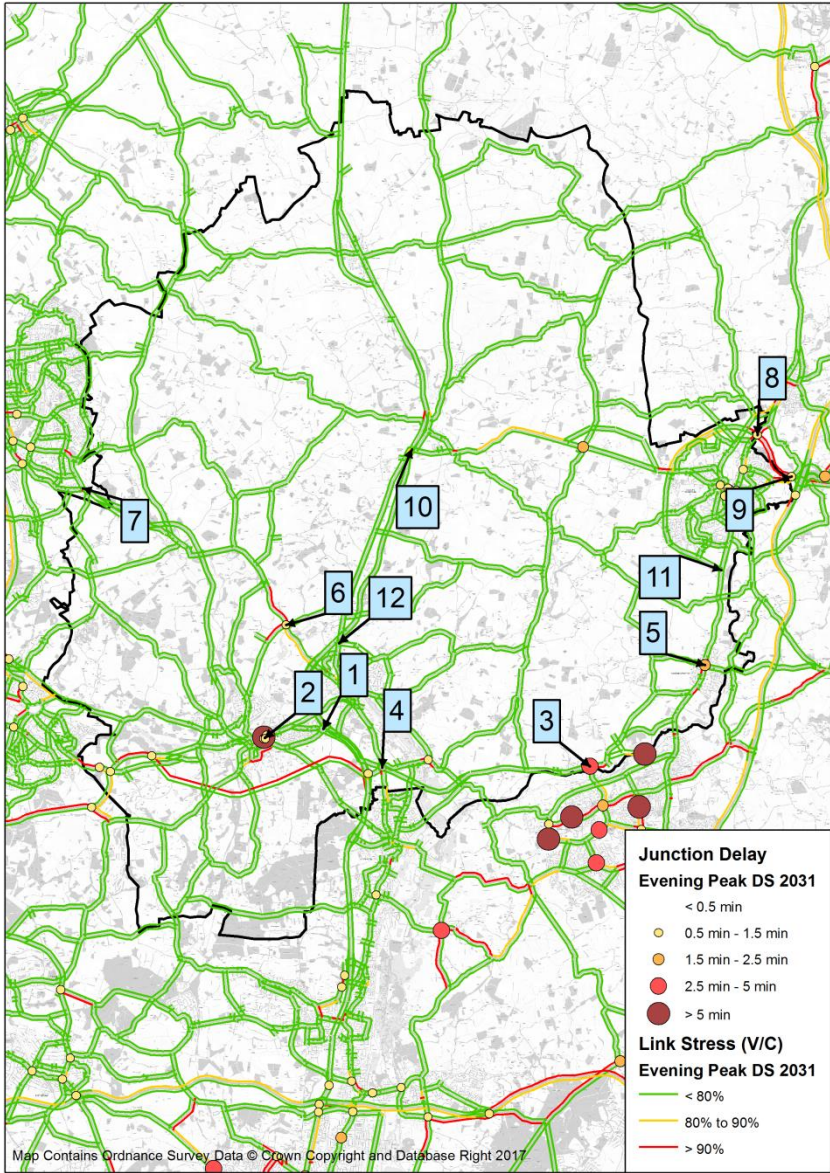 8
9
10
7
11
6
12
5
1
2
4
3
Junction Delay
Evening Peak DS 2031
< 0.5 min
0.5 min - 1.5 min
1.5 min - 2.5 min
2.5 min - 5 min
> 5 min
Link Stress (V/C)
Evening Peak DS 2031
< 80%
80% to 90%
> 90%
Map Contains Ordnance Survey Data © Crown Copyright and Database Right 2017